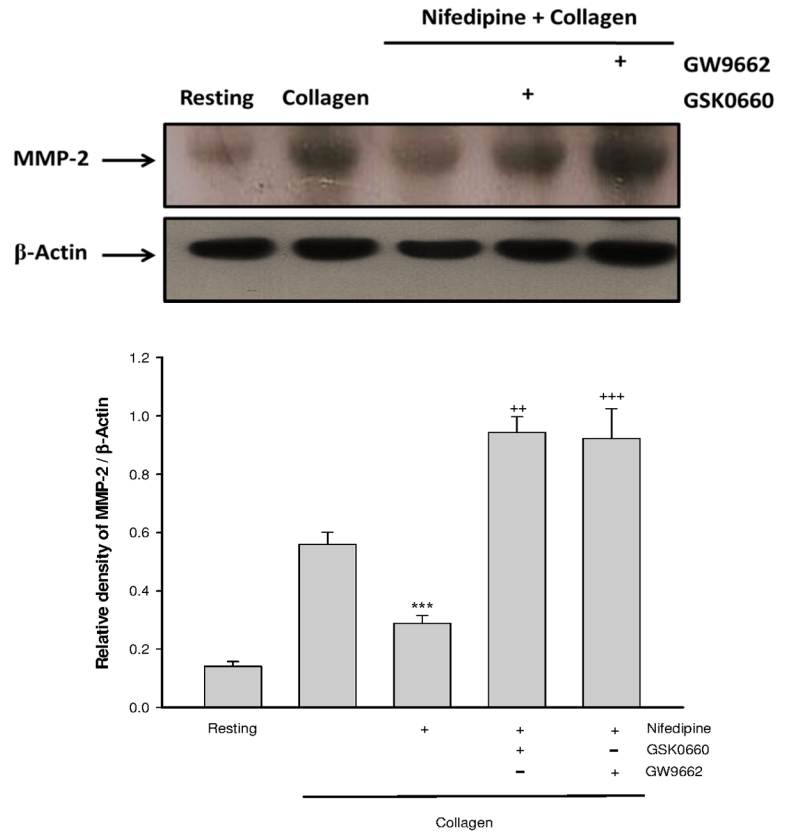 Nifedipine + Collagen
+ GW9662
Resting Collagen + GSK0660
MMP-2
β-Actin
1.2
1.0
0.8
0.6
0.4
0.2
0.0
Relative density of MMP-2 / β-Actin
***
++
+++
Resting + + + Nifedipine
+ - GSK0660
- + GW9662
Collagen